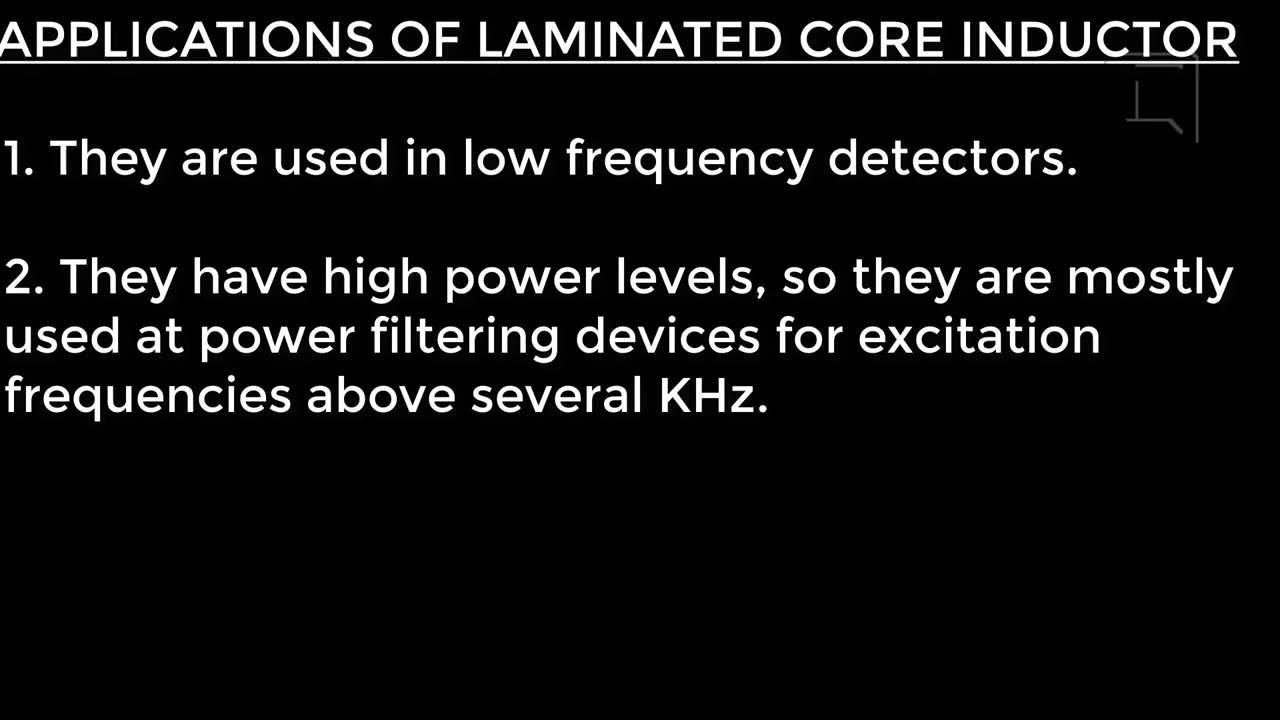 APPLICATIONS OF LAMINATED CORE INDUCTOR
1. They are used in low frequency detectors.
2. They have high power levels, so they are mostly
used at power filtering devices for excitation
frequencies above several KHz.